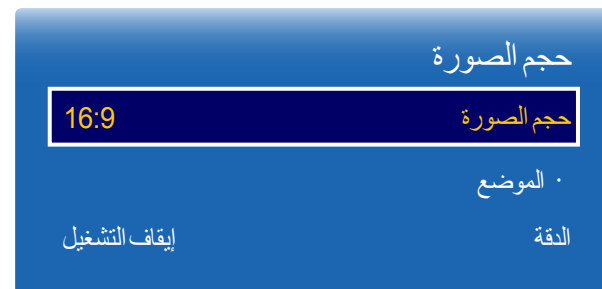 حجم الصورة
حجم الصورة 16:9
· الموضع
الدقة إيقاف التشغيل